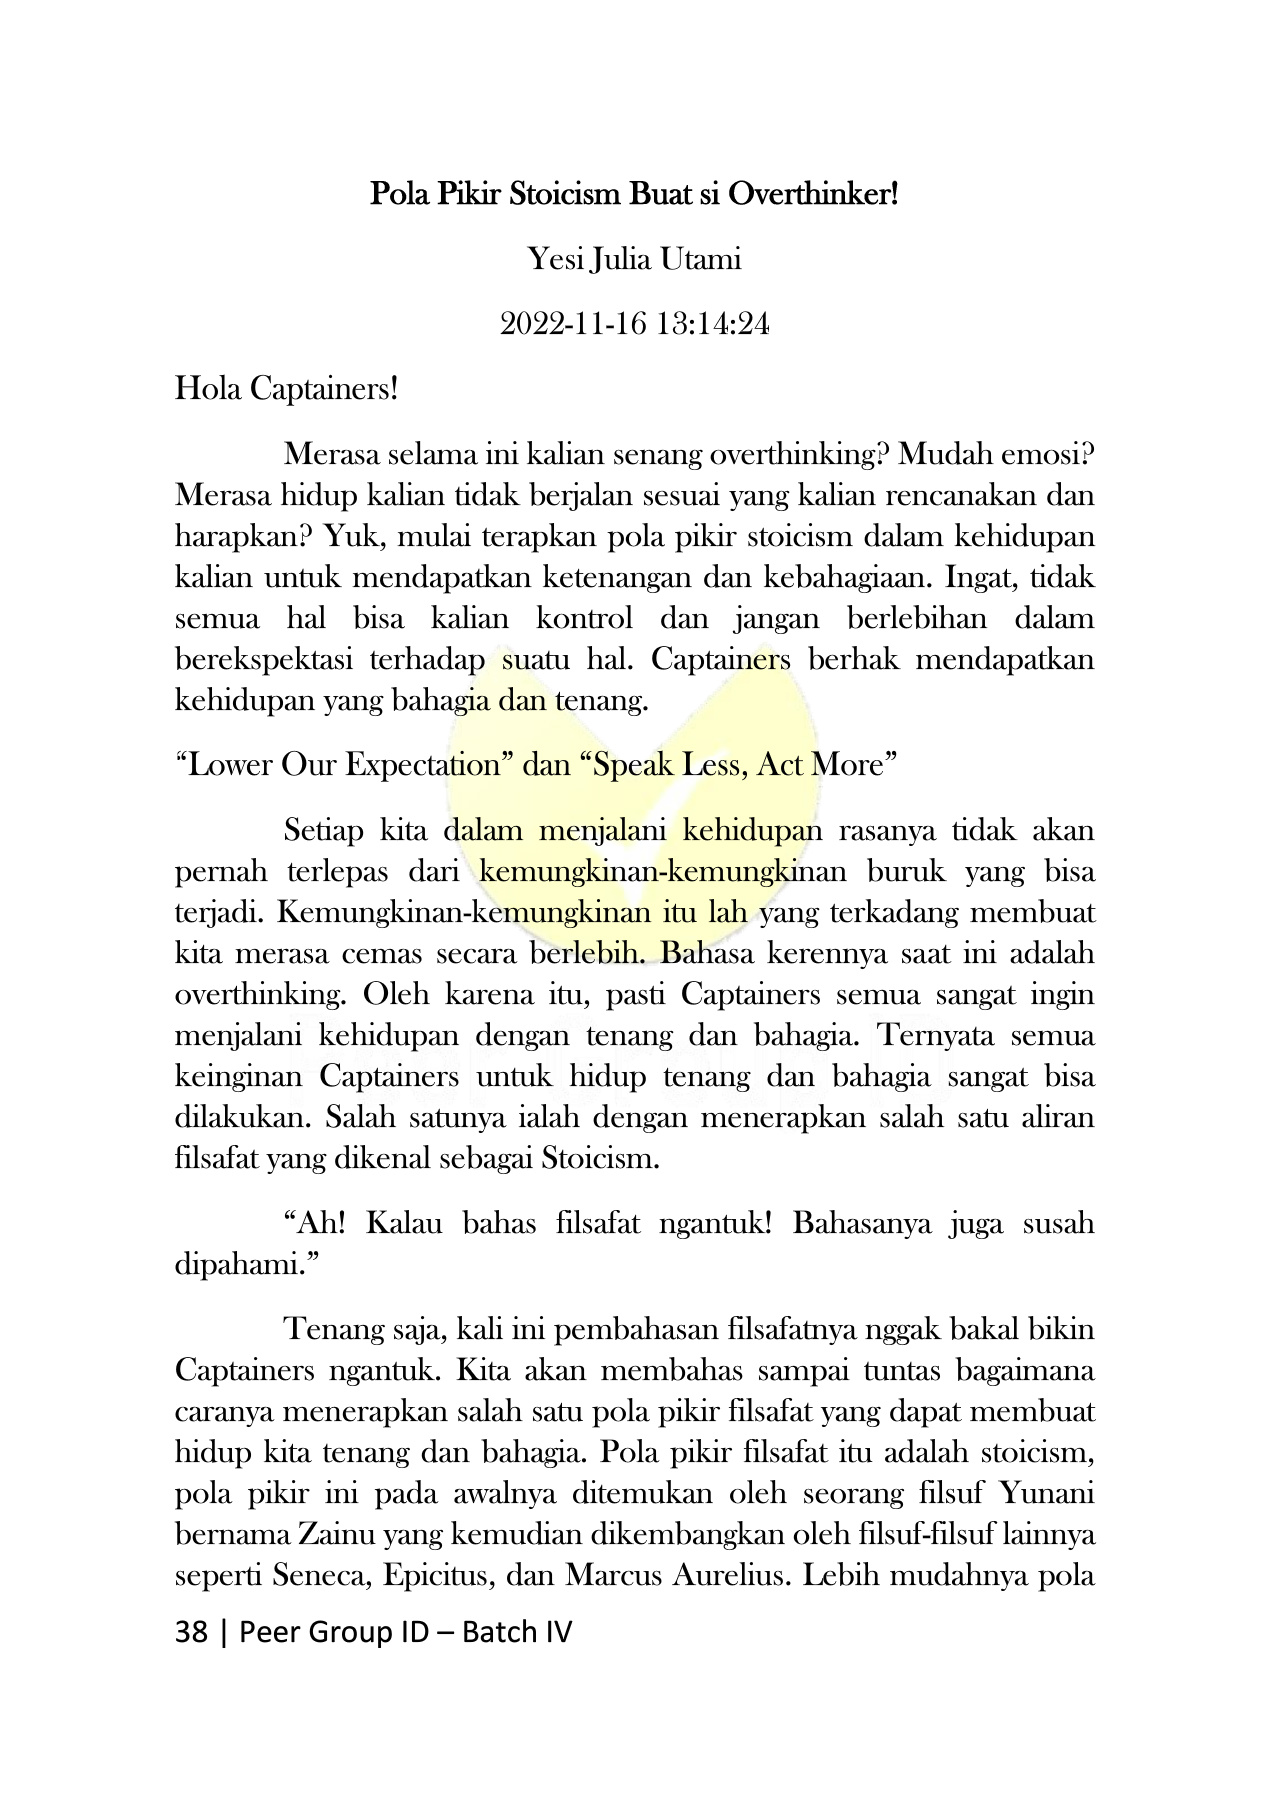 Pola Pikir Stoicism Buat si Overthinker!
Yesi Julia Utami
2022-11-16 13:14:24
Hola Captainers!
Merasa selama ini kalian senang overthinking? Mudah emosi?
Merasa hidup kalian tidak berjalan sesuai yang kalian rencanakan dan
harapkan? Yuk, mulai terapkan pola pikir stoicism dalam kehidupan
kalian untuk mendapatkan ketenangan dan kebahagiaan. Ingat, tidak
semua hal bisa kalian kontrol dan jangan berlebihan dalam
berekspektasi terhadap suatu hal. Captainers berhak mendapatkan
kehidupan yang bahagia dan tenang.
“Lower Our Expectation” dan “Speak Less, Act More”
Setiap kita dalam menjalani kehidupan rasanya tidak akan
pernah terlepas dari kemungkinan-kemungkinan buruk yang bisa
terjadi. Kemungkinan-kemungkinan itu lah yang terkadang membuat
kita merasa cemas secara berlebih. Bahasa kerennya saat ini adalah
overthinking. Oleh karena itu, pasti Captainers semua sangat ingin
menjalani kehidupan dengan tenang dan bahagia. Ternyata semua
keinginan Captainers untuk hidup tenang dan bahagia sangat bisa
dilakukan. Salah satunya ialah dengan menerapkan salah satu aliran
filsafat yang dikenal sebagai Stoicism.
“Ah! Kalau bahas filsafat ngantuk! Bahasanya juga susah
dipahami.”
Tenang saja, kali ini pembahasan filsafatnya nggak bakal bikin
Captainers ngantuk. Kita akan membahas sampai tuntas bagaimana
caranya menerapkan salah satu pola pikir filsafat yang dapat membuat
hidup kita tenang dan bahagia. Pola pikir filsafat itu adalah stoicism,
pola pikir ini pada awalnya ditemukan oleh seorang filsuf Yunani
bernama Zainu yang kemudian dikembangkan oleh filsuf-filsuf lainnya
seperti Seneca, Epicitus, dan Marcus Aurelius. Lebih mudahnya pola
38 | Peer Group ID – Batch IV